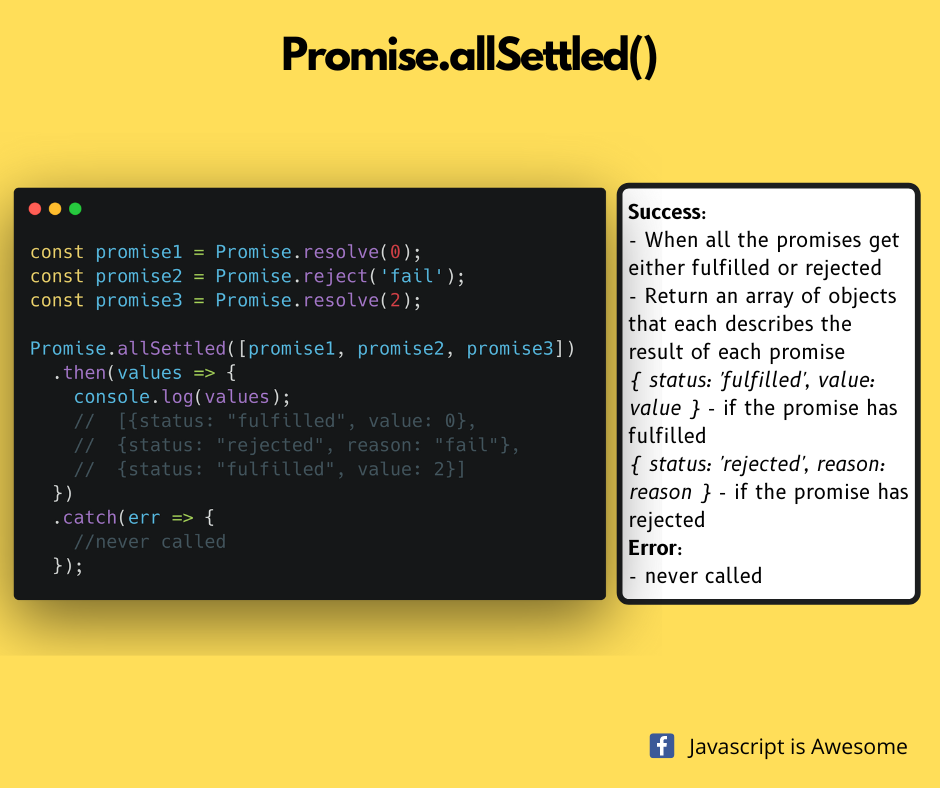 Promise.allSettled()
const promise1 = Promise.resolve(0);
const promise2 = Promise.reject('fail');
const promise3 = Promise.resolve(2);
Promise.allSettled([promise1, promise2, promise3])
.then(values => {
console.log(values);
// [{status: "fulfilled", value: 0},
// {status: "rejected", reason: "fail"},
// {status: "fulfilled", value: 2}]
})
.catch(err => {
//never called
});
Success:
- When all the promises get
either fulfilled or rejected
- Return an array of objects
that each describes the
result of each promise
{ status: 'fulfilled', value:
value } - if the promise has
fulfilled
{ status: 'rejected', reason:
reason } - if the promise has
rejected
Error:
- never called
Javascript is Awesome